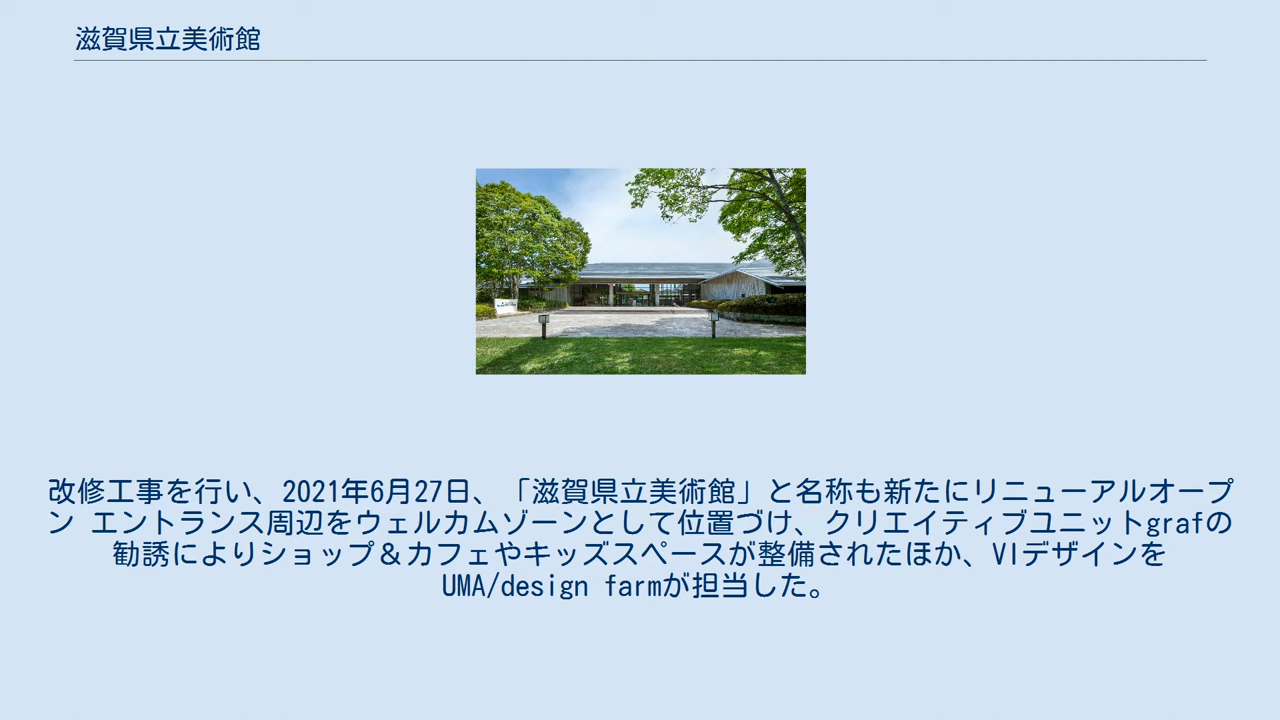 滋賀県立美術館
改修工事を行い、2021年6月27日、「滋賀県立美術館」と名称も新たにリニューアルオープ
ン エントランス周辺をウェルカムゾーンとして位置づけ、クリエイティブユニットgrafの
勧誘によりショップ＆カフェやキッズスペースが整備されたほか、VIデザインを
UMA/design farmが担当した。